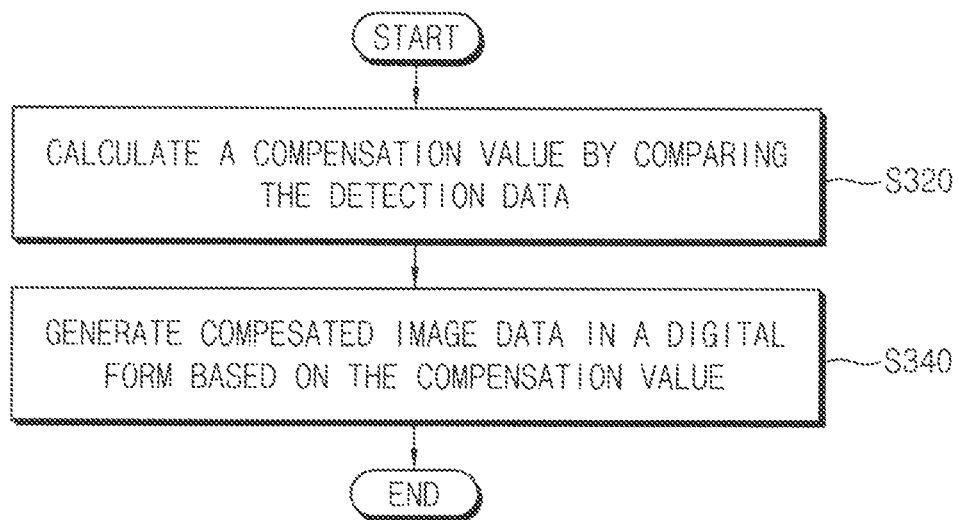 START
CALCULATE A COMPENSATION VALUE BY COMPARING
THE DETECTION DATA
S320
GENERATE COMPESATED IMAGE DATA IN A DIGITAL
FORM BASED ON THE COMPENSATION VALUE
S340
END